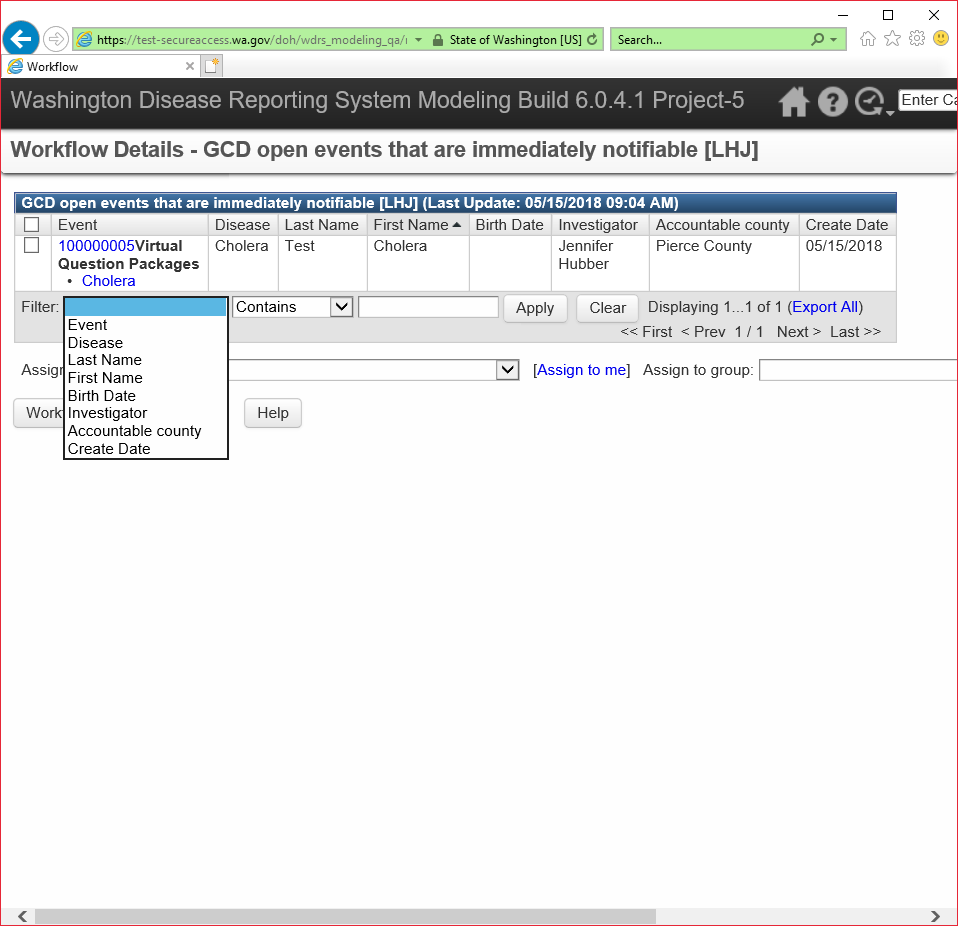 https://test-secureaccess.wa.gov/doh/wdrs_modeling_qa/ State of Washington [US] Search...
Workflow
Washington Disease Reporting System Modeling Build 6.0.4.1 Project-5 Enter Ca
Workflow Details - GCD open events that are immediately notifiable [LHJ]
GCD open events that are immediately notifiable [LHJ] (Last Update: 05/15/2018 09:04 AM)
Event Disease Last Name First Name Birth Date Investigator Accountable county Create Date
100000005Virtual Cholera Test Cholera Jennifer Pierce County 05/15/2018
Question Packages Hubber
• Cholera
Filter: Contains Apply Clear Displaying 1...1 of 1 (Export All)
<< First < Prev 1 / 1 Next > Last >>
Event
Disease
Last Name
First Name
Birth Date
Investigator
Accountable county
Create Date
Assign [Assign to me] Assign to group:
Work Help